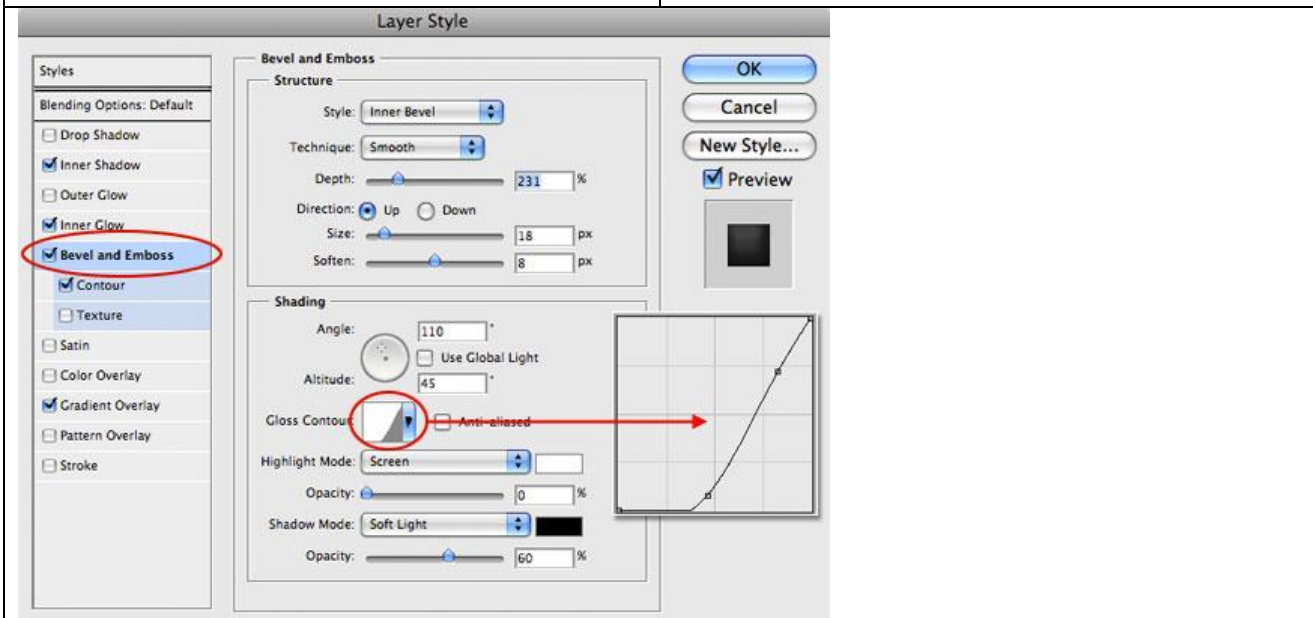 Layer Style
Styles
Blending Options: Default
Drop Shadow
Inner Shadow
Outer Glow
Inner Glow
Bevel and Emboss
Contour
Texture
Satin
Color Overlay
Gradient Overlay
Pattern Overlay
Stroke
Bevel and Emboss
Structure
Style: Inner Bevel
Technique: Smooth
Depth: 231 %
Direction: Up Down
Size: 18 px
Soften: 8 px
Shading
Angle: 110 °
Use Global Light
Altitude: 45 °
Gloss Contour: Anti-aliased
Highlight Mode: Screen
Opacity: 0 %
Shadow Mode: Soft Light
Opacity: 60 %
OK
Cancel
New Style...
Preview